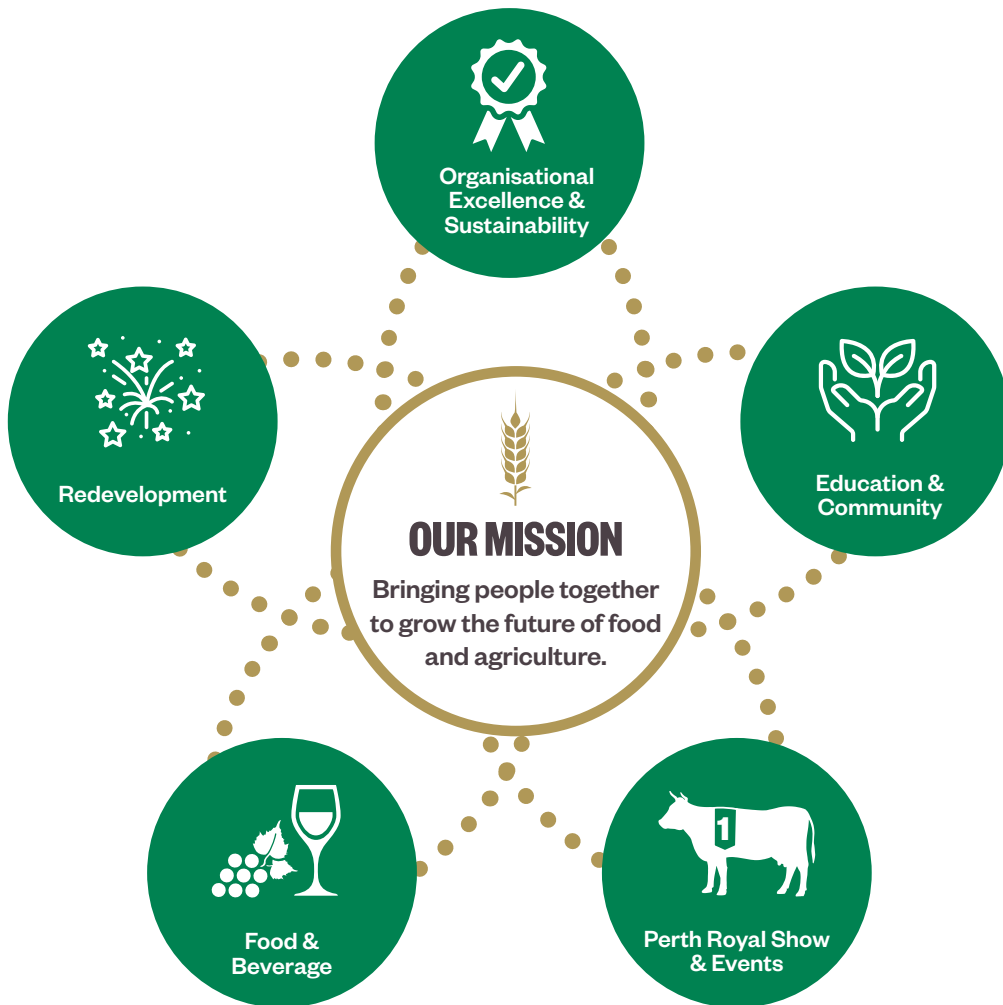 Organisational
Excellence &
Sustainability
Redevelopment
Education &
Community
OUR MISSION
Bringing people together
to grow the future of food
and agriculture.
Food &
Beverage
1
Perth Royal Show
& Events